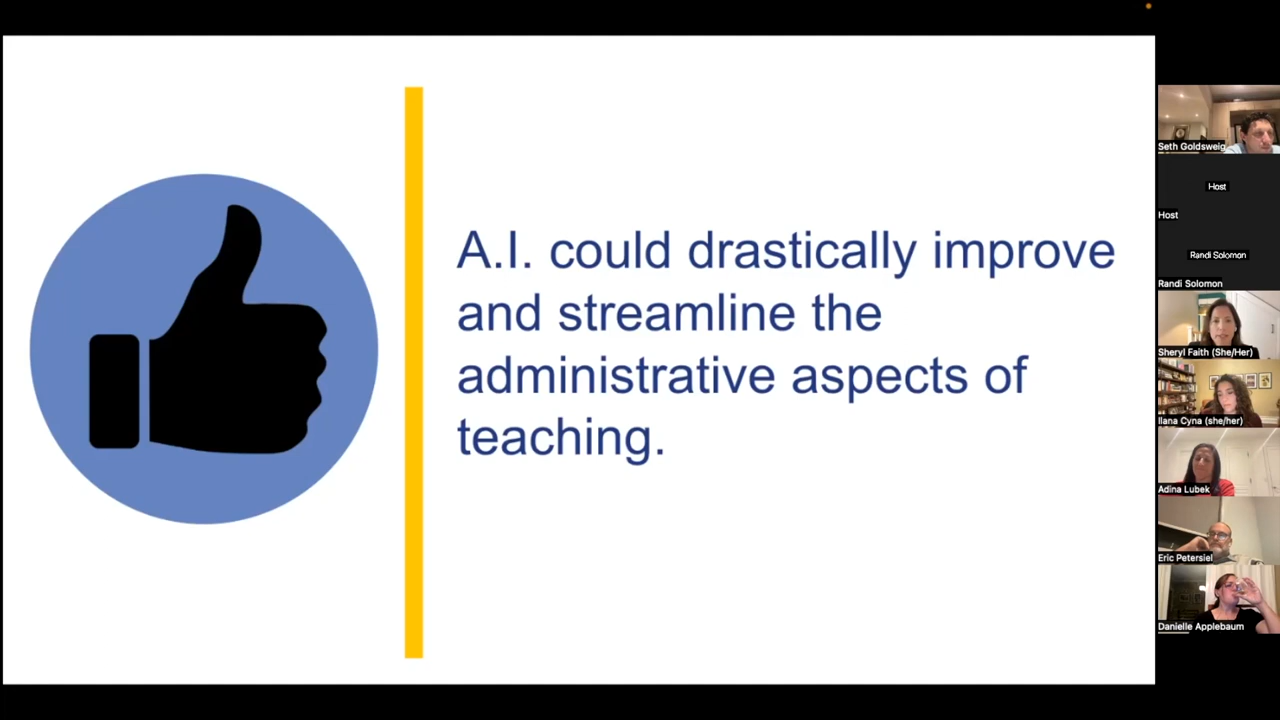 A.I. could drastically improve
and streamline the
administrative aspects of
teaching.
Seth Goldsweig
Host
Host
Randi Solomon
Randi Solomon
Sheryl Faith (She/Her)
Ilana Cyna (she/her)
Adina Lubek
Eric Petersiel
Danielle Applebaum